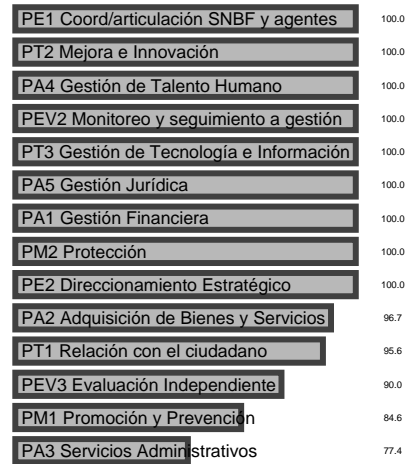 PE1 Coord/articulación SNBF y agentes 100.0
PT2 Mejora e Innovación 100.0
PA4 Gestión de Talento Humano 100.0
PEV2 Monitoreo y seguimiento a gestión 100.0
PT3 Gestión de Tecnología e Información 100.0
PA5 Gestión Jurídica 100.0
PA1 Gestión Financiera 100.0
PM2 Protección 100.0
PE2 Direccionamiento Estratégico 100.0
PA2 Adquisición de Bienes y Servicios 96.7
PT1 Relación con el ciudadano 95.6
PEV3 Evaluación Independiente 90.0
PM1 Promoción y Prevención 84.6
PA3 Servicios Administrativos 77.4